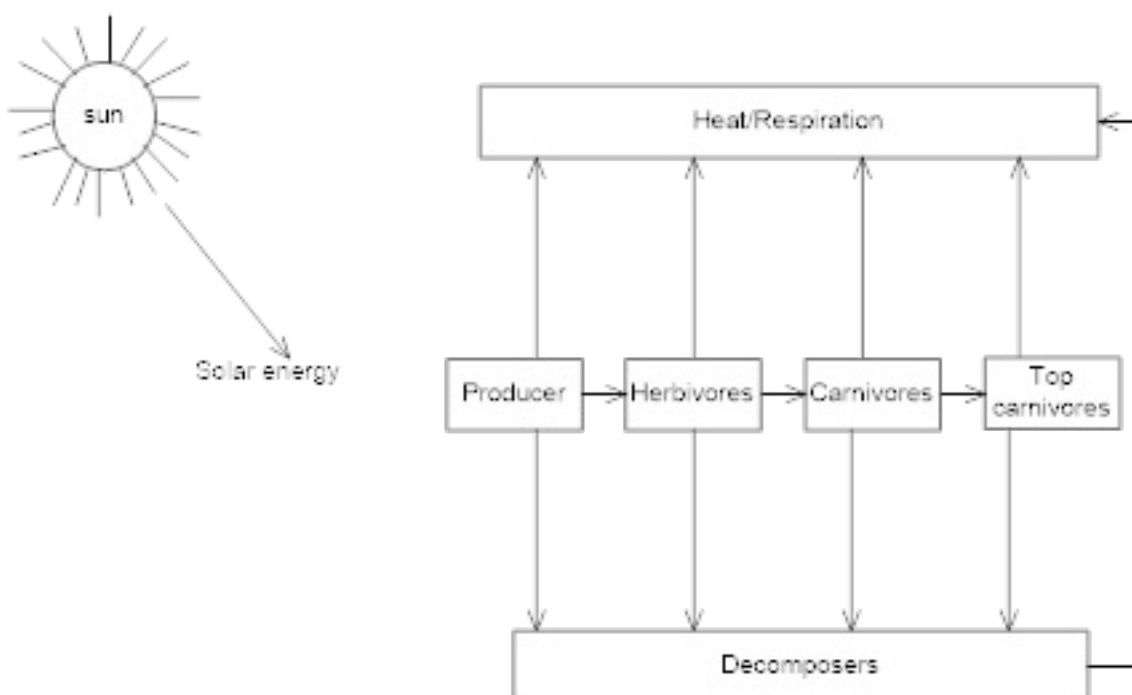 sun
Heat/Respiration
Solar energy
Producer
Herbivores
Carnivores
Top
carnivores
Decomposers